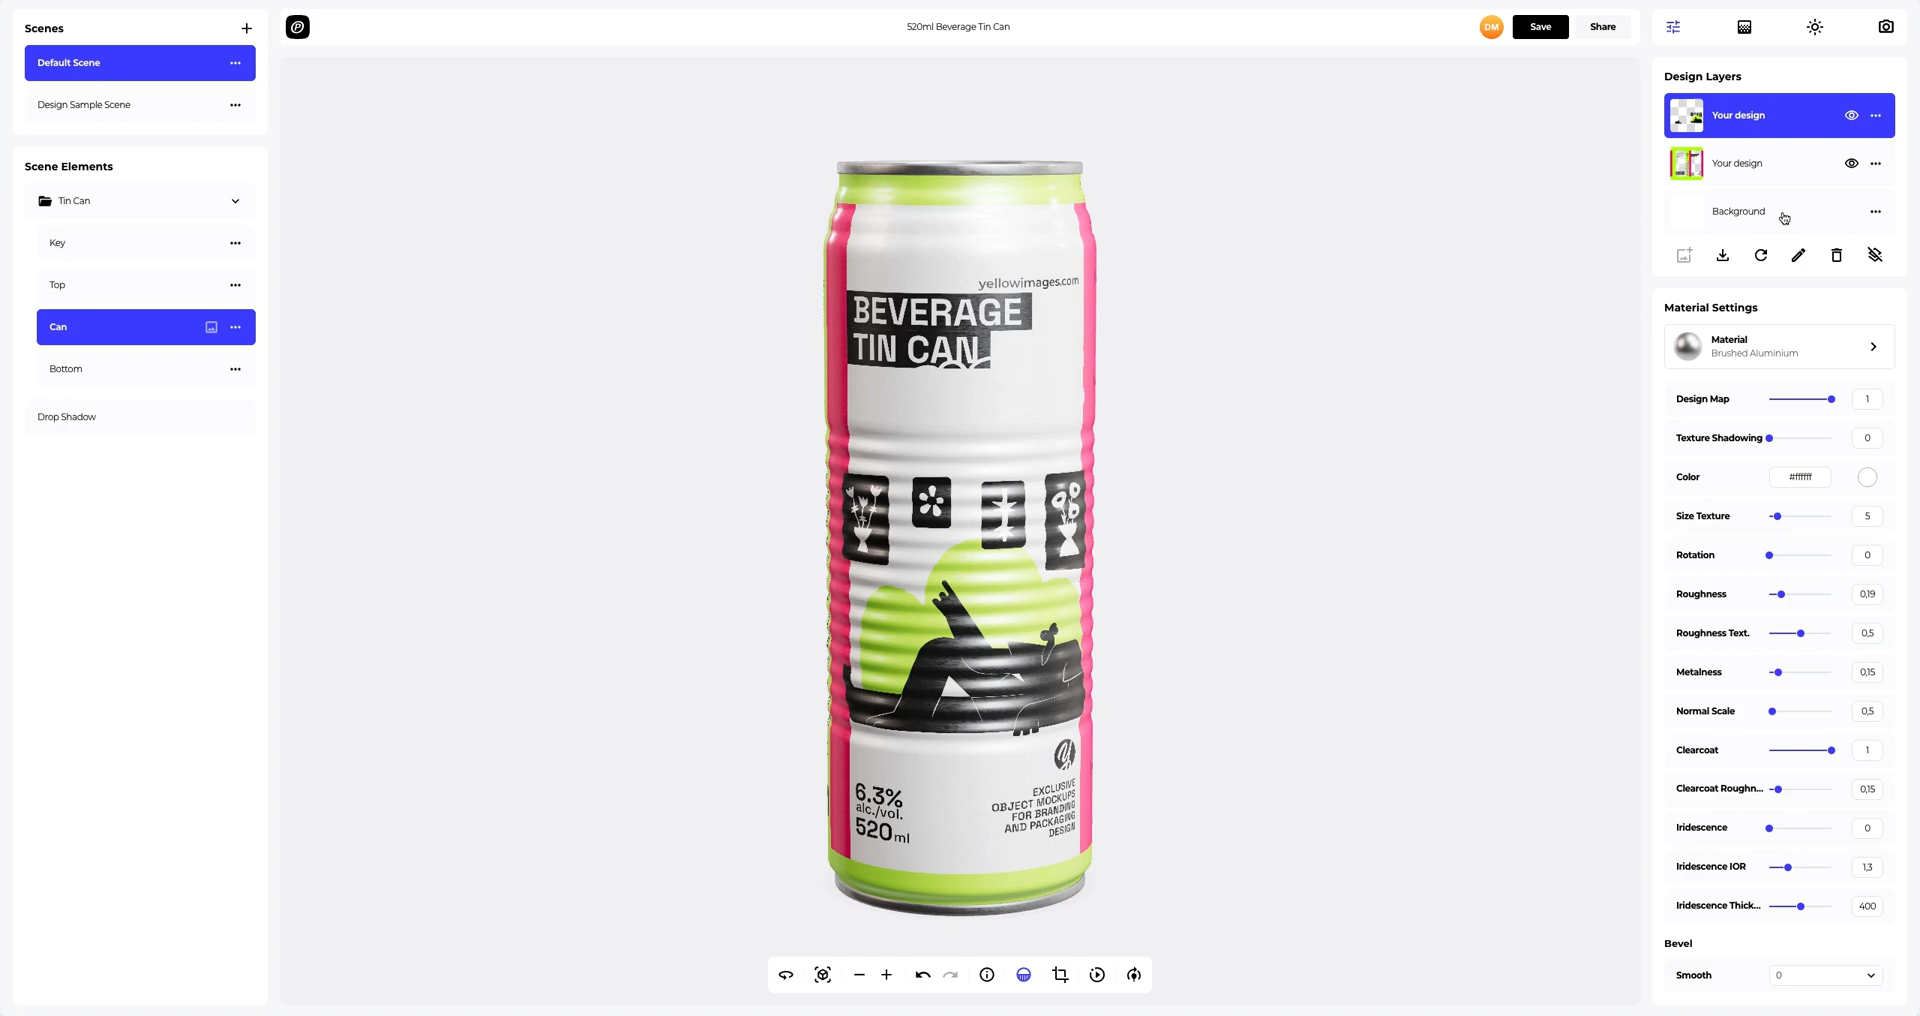 Scenes
Default Scene
Design Sample Scene
Scene Elements
Tin Can
Key
Top
Can
Bottom
Drop Shadow
520ml Beverage Tin Can
DM
Save
Share
yellowimages.com
BEVERAGE
TIN CAN
6.3%
alc./vol.
520ml
EXCLUSIVE
OBJECT MOCKUPS
FOR BRANDING
AND PACKAGING
DESIGN
Design Layers
Your design
Your design
Background
Material Settings
Material
Brushed Aluminium
Design Map 1
Texture Shadowing 0
Color #ffffff
Size Texture 5
Rotation 0
Roughness 0,19
Roughness Text. 0,5
Metalness 0,15
Normal Scale 0,5
Clearcoat 1
Clearcoat Roughn... 0,15
Iridescence 0
Iridescence IOR 1,3
Iridescence Thick... 400
Bevel
Smooth 0